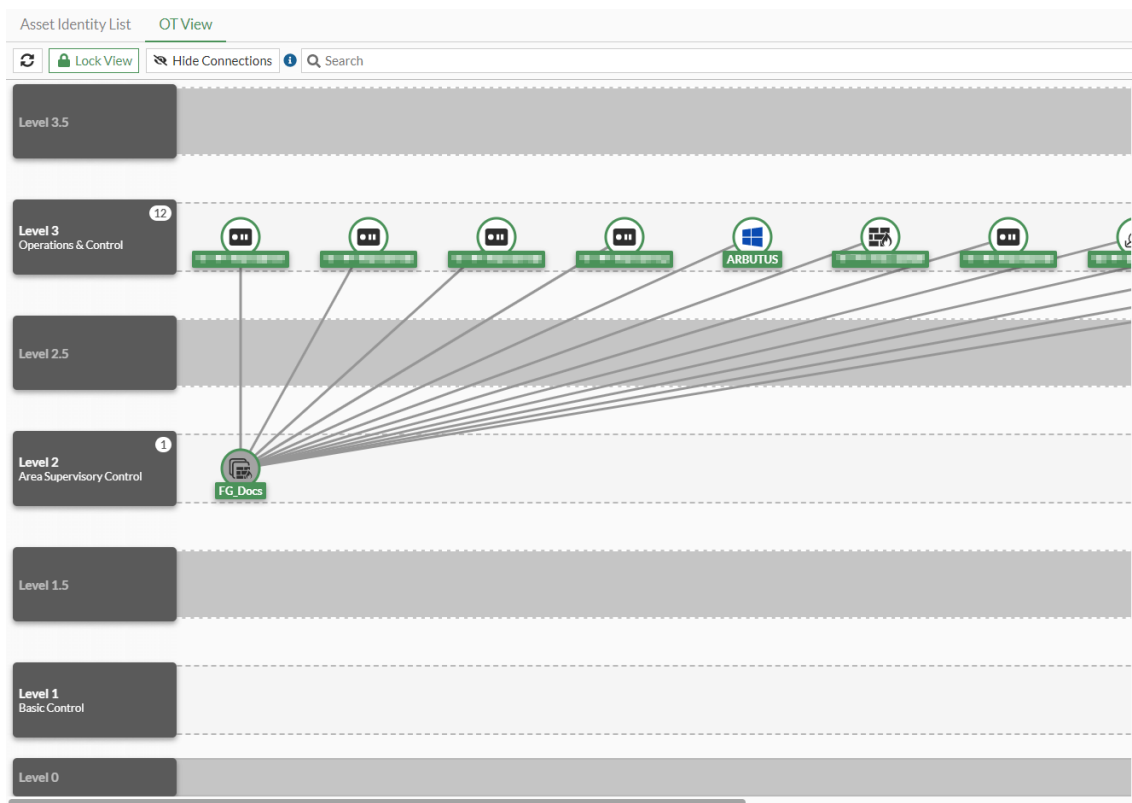 Asset Identity List OT View
Lock View Hide Connections Search
Level 3.5
12
Level 3
Operations & Control
ARBUTUS
Level 2.5
1
Level 2
Area Supervisory Control
FG_Docs
Level 1.5
Level 1
Basic Control
Level 0